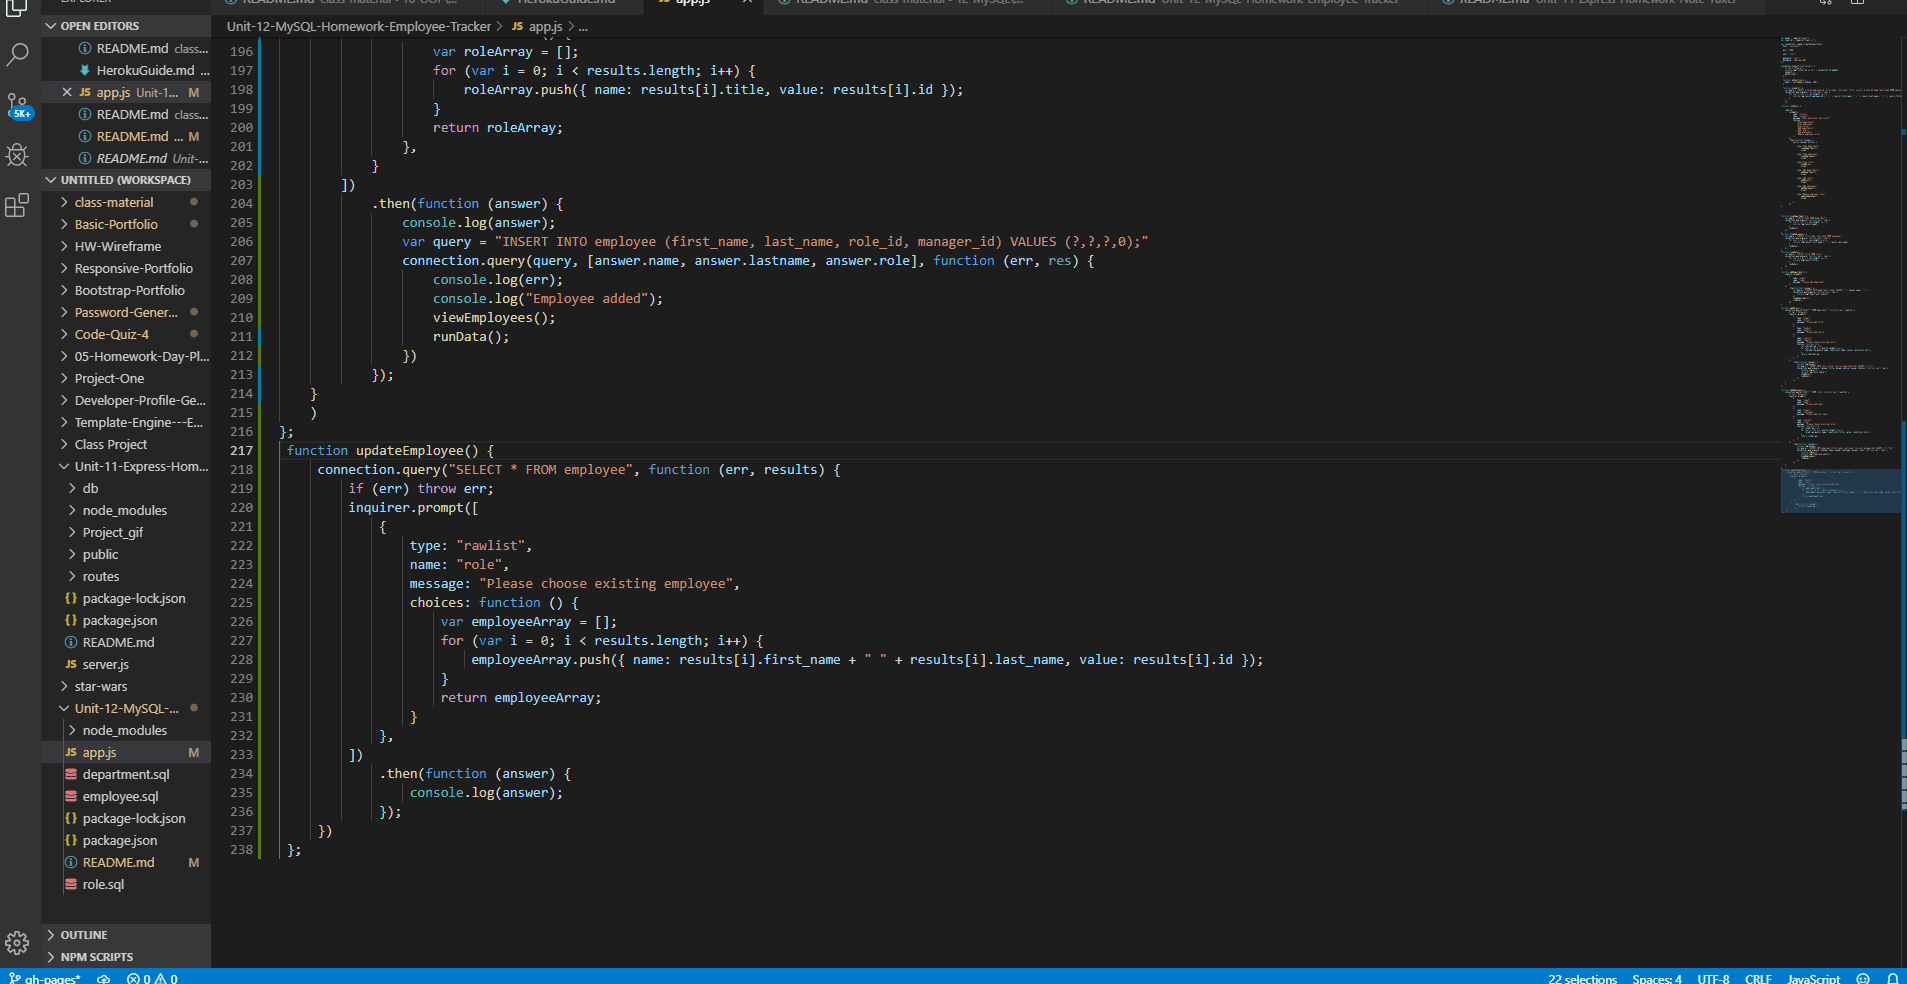 OPEN EDITORS
README.md class...
HerokuGuide.md ...
JS app.js Unit-1... M
README.md class...
README.md ... M
README.md Unit-...
UNTITLED (WORKSPACE)
class-material
Basic-Portfolio
HW-Wireframe
Responsive-Portfolio
Bootstrap-Portfolio
Password-Gener...
Code-Quiz-4
05-Homework-Day-Pl...
Project-One
Developer-Profile-Ge...
Template-Engine---E...
Class Project
Unit-11-Express-Hom...
db
node_modules
Project_gif
public
routes
{} package-lock.json
{} package.json
README.md
JS server.js
star-wars
Unit-12-MySQL-...
node_modules
JS app.js M
department.sql
employee.sql
{} package-lock.json
{} package.json
README.md M
role.sql
OUTLINE
NPM SCRIPTS
5K+
Unit-12-MySQL-Homework-Employee-Tracker > JS app.js > ...
196 var roleArray = [];
197 for (var i = 0; i < results.length; i++) {
198 roleArray.push({ name: results[i].title, value: results[i].id });
199 }
200 return roleArray;
201 },
202 }
203 ])
204 .then(function (answer) {
205 console.log(answer);
206 var query = "INSERT INTO employee (first_name, last_name, role_id, manager_id) VALUES (?,?,?,0);"
207 connection.query(query, [answer.name, answer.lastname, answer.role], function (err, res) {
208 console.log(err);
209 console.log("Employee added");
210 viewEmployees();
211 runData();
212 })
213 });
214 }
215 )
216 };
217 function updateEmployee() {
218 connection.query("SELECT * FROM employee", function (err, results) {
219 if (err) throw err;
220 inquirer.prompt([
221 {
222 type: "rawlist",
223 name: "role",
224 message: "Please choose existing employee",
225 choices: function () {
226 var employeeArray = [];
227 for (var i = 0; i < results.length; i++) {
228 employeeArray.push({ name: results[i].first_name + " " + results[i].last_name, value: results[i].id });
229 }
230 return employeeArray;
231 }
232 },
233 ])
234 .then(function (answer) {
235 console.log(answer);
236 });
237 })
238 };
gh-pages* 0 0 22 selections Spaces: 4 UTF-8 CRLF JavaScript